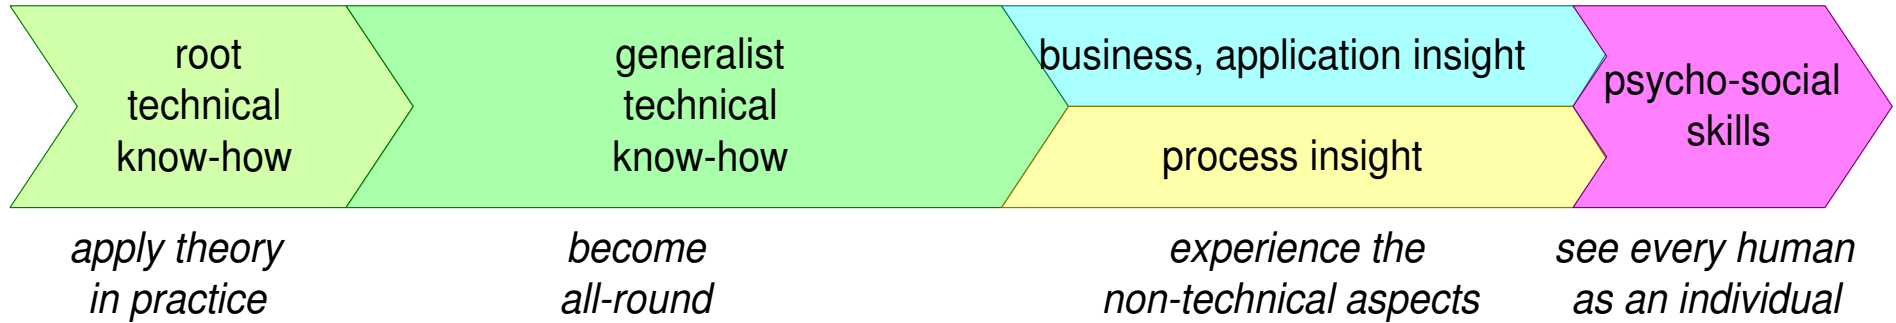 root
technical
know-how
generalist
technical
know-how
business, application insight
process insight
psycho-social
skills
apply theory
in practice
become
all-round
experience the
non-technical aspects
see every human
as an individual